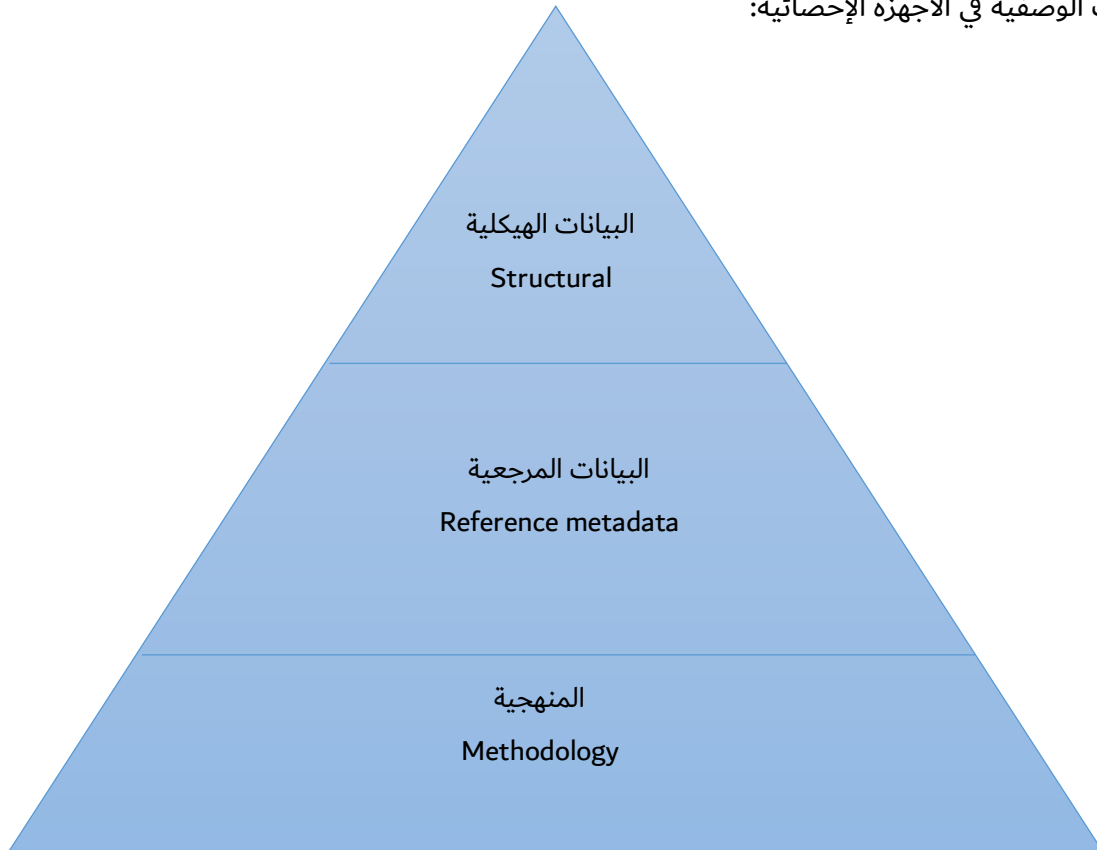 الوصفية في الأجهزة الإحصائية:
البيانات الهيكلية
Structural
البيانات المرجعية
Reference metadata
المنهجية
Methodology